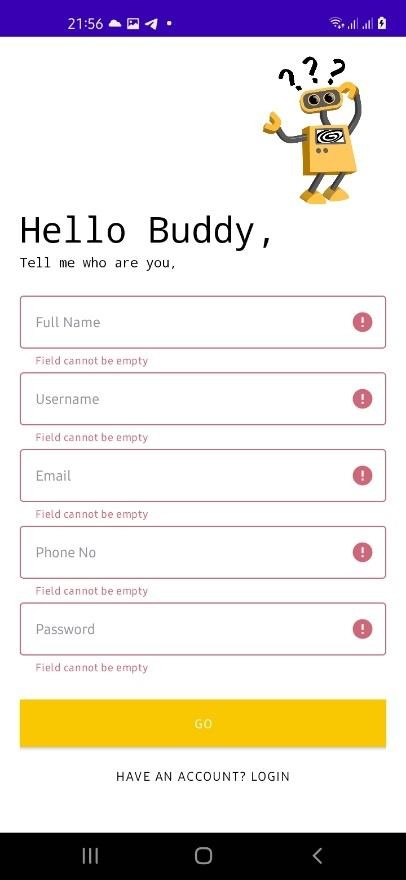 21:56
???
Hello Buddy,
Tell me who are you,
Full Name
Field cannot be empty
Username
Field cannot be empty
Email
Field cannot be empty
Phone No
Field cannot be empty
Password
Field cannot be empty
GO
HAVE AN ACCOUNT? LOGIN